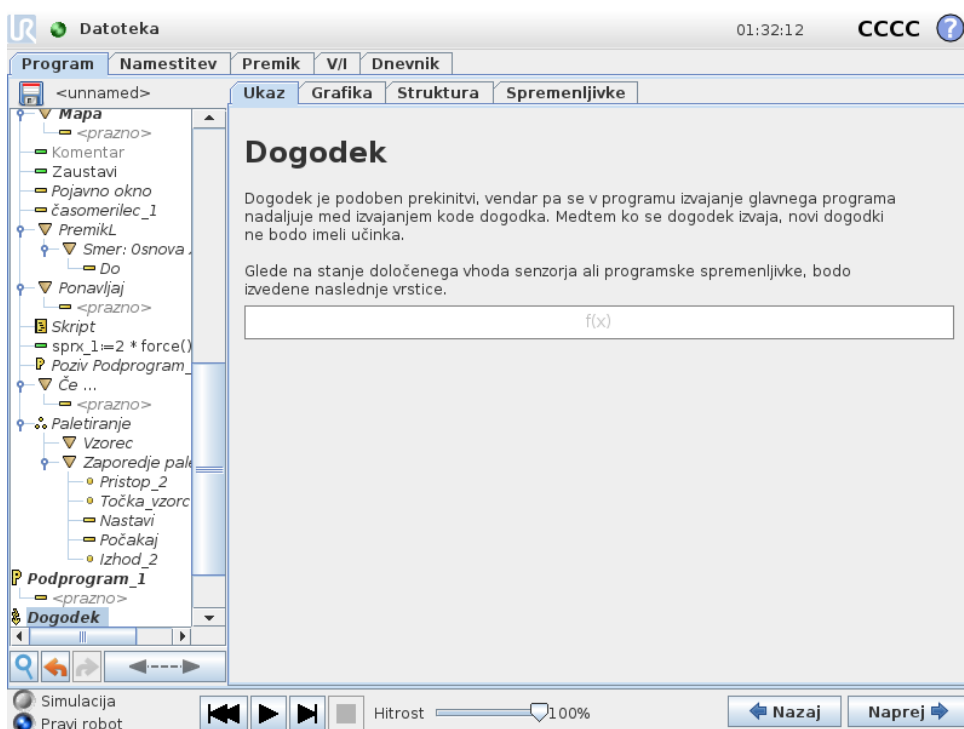 UR Datoteka 01:32:12 CCCC ?
Program Namestitev Premik V/I Dnevnik
<unnamed>
Ukaz Grafika Struktura Spremenljivke
Mapa
<prazno>
Komentar
Zaustavi
Pojavno okno
časomerilec_1
PremikL
Smer: Osnova
Do
Ponavljaj
<prazno>
Skript
sprx_1:=2 * force()
Poziv Podprogram_
Če ...
<prazno>
Paletiranje
Vzorec
Zaporedje pale
Pristop_2
Točka_vzorc
Nastavi
Počakaj
Izhod_2
P Podprogram_1
<prazno>
Dogodek
Dogodek
Dogodek je podoben prekinitvi, vendar pa se v programu izvajanje glavnega programa
nadaljuje med izvajanjem kode dogodka. Medtem ko se dogodek izvaja, novi dogodki
ne bodo imeli učinka.
Glede na stanje določenega vhoda senzorja ali programske spremenljivke, bodo
izvedene naslednje vrstice.
f(x)
Simulacija
Pravi robot
Hitrost 100%
Nazaj Naprej